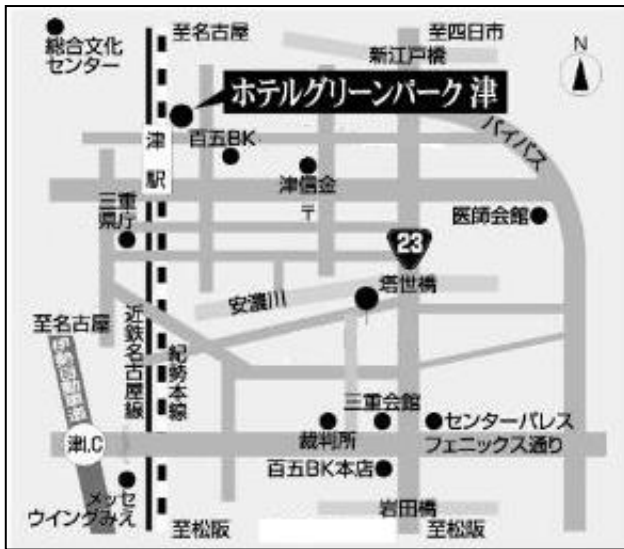 至名古屋
至四日市
総合文化
センター
新江戸橋
N
ホテルグリーンパーク 津
バイパス
百五BK
津駅
津信金
〒
三重
県庁
医師会館
23
塔世橋
安濃川
至名古屋
伊勢自動車道
近鉄名古屋線
紀勢本線
三重会館
センターパレス
津I.C
裁判所
フェニックス通り
百五BK本店
メッセ
ウイングみえ
岩田橋
至松阪
至松阪